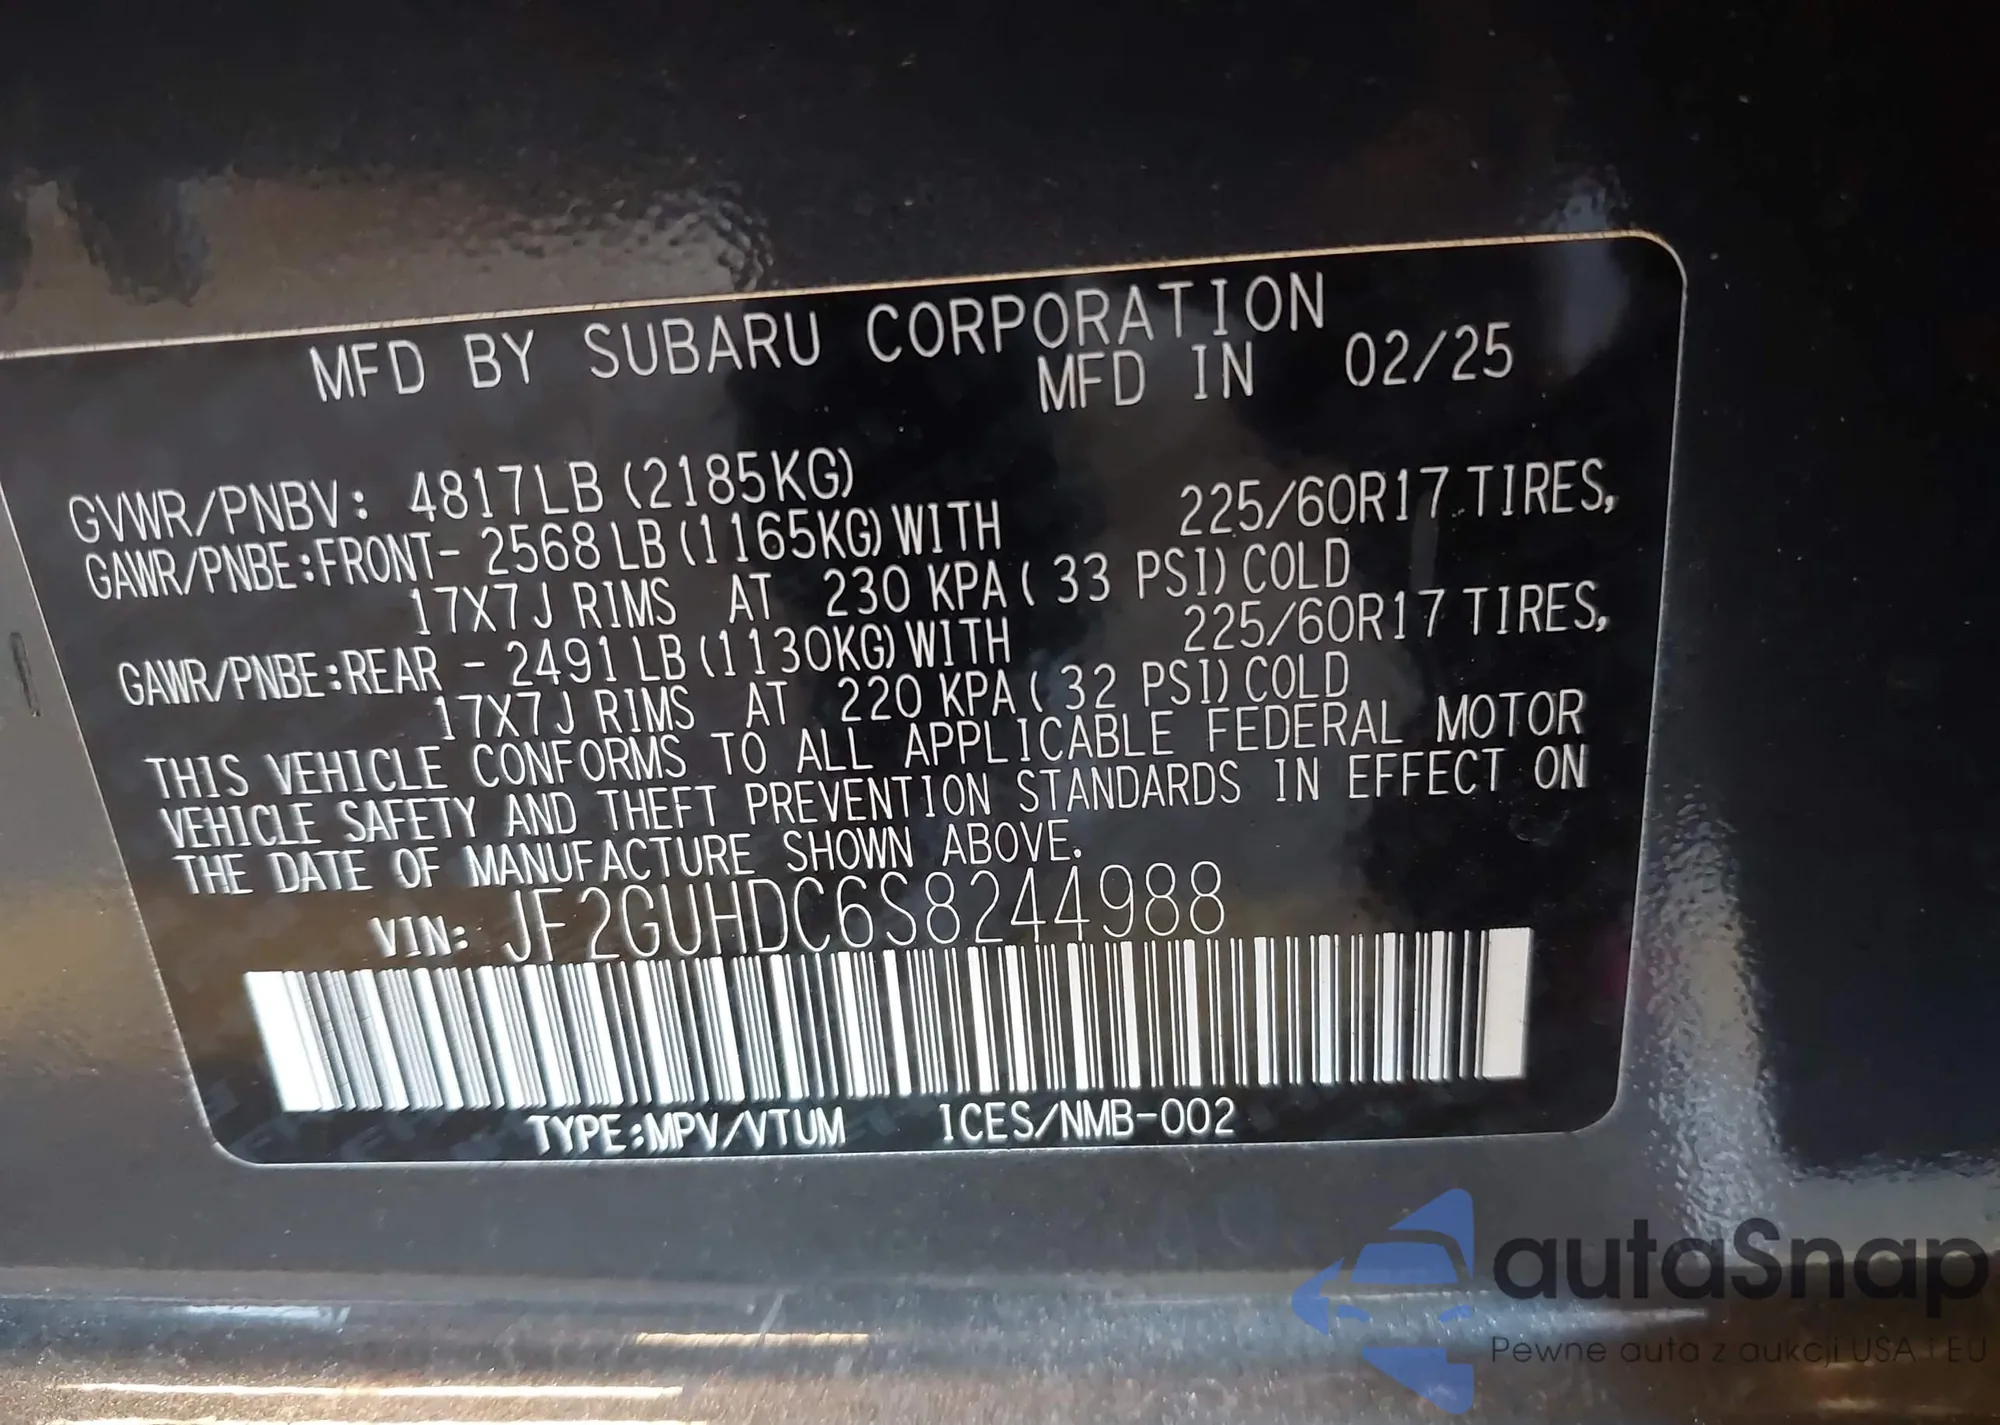 MFD BY SUBARU CORPORATION
MFD IN 02/25
GVWR/PNBV: 4817LB (2185KG)
GAWR/PNBE:FRONT- 2568 LB (1165KG) WITH 225/60R17 TIRES,
17X7J RIMS AT 230 KPA ( 33 PSI) COLD
GAWR/PNBE:REAR - 2491 LB (1130KG) WITH 225/60R17 TIRES,
17X7J RIMS AT 220 KPA ( 32 PSI) COLD
THIS VEHICLE CONFORMS TO ALL APPLICABLE FEDERAL MOTOR
VEHICLE SAFETY AND THEFT PREVENTION STANDARDS IN EFFECT ON
THE DATE OF MANUFACTURE SHOWN ABOVE.
VIN: JF2GUHDC6S8244988
TYPE:MPV/VTUM ICES/NMB-002
autaSnap
Pewne auta z aukcji USA i EU